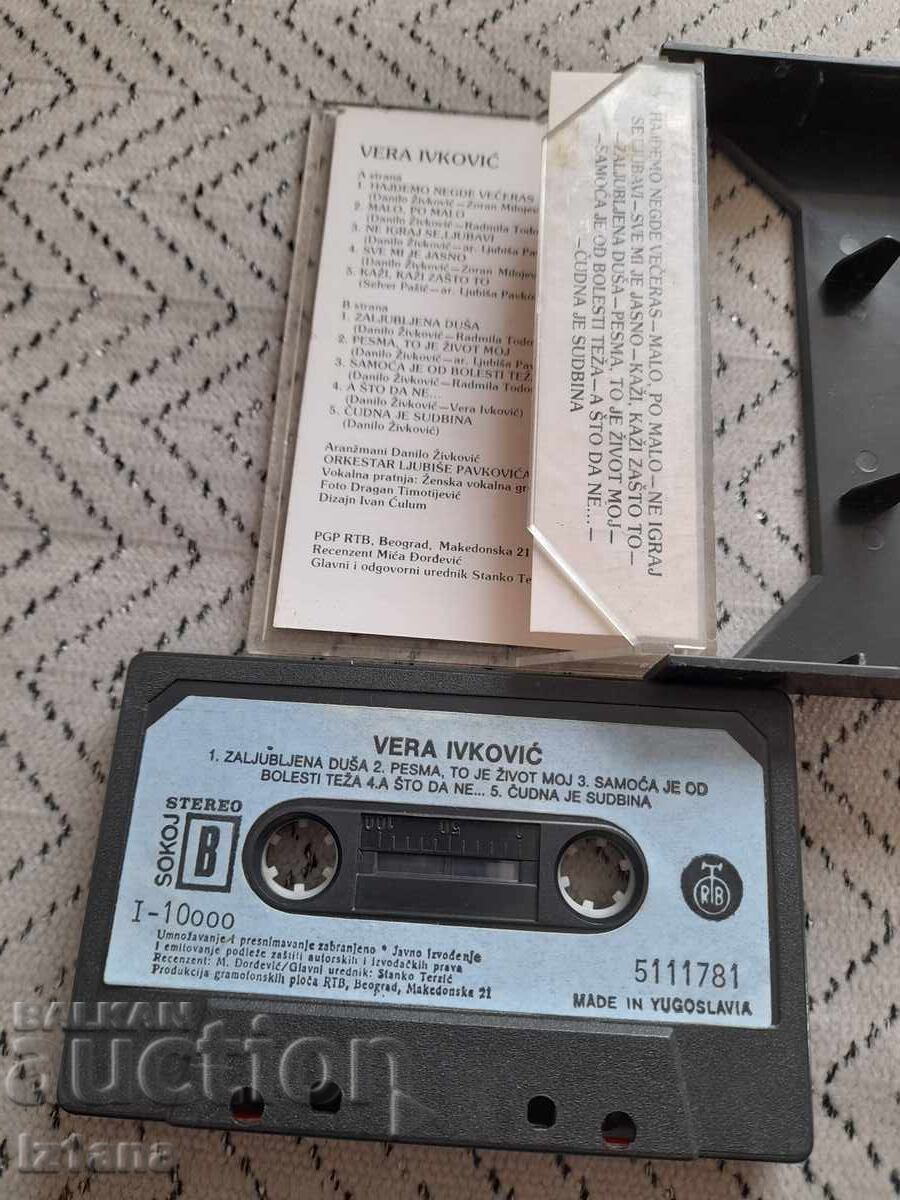 VERA IVKOVIĆ
A strana
1. HAJDEMO NEGDE VEČERAS
(Danilo Živković—Zoran Milojev
2. MALO, PO MALO
(Danilo Živković—Radmila Todo
3. NE IGRAJ SE LJUBAVI
(Danilo Živković—ar. Ljubiša Pav
4. SVE MI JE JASNO
(Danilo Živković—Zoran Milojev
5. KAŽI, KAŽI ZAŠTO TO
(Selver Pašić—ar. Ljubiša Pavkov
B strana
1. ZALJUBLJENA DUŠA
(Danilo Živković—Radmila Todo
2. PESMA, TO JE ŽIVOT MOJ
(Danilo Živković—ar. Ljubiša Pav
3. SAMOĆA JE OD BOLESTI TEŽA
(Danilo Živković—Radmila Todo
4. A ŠTO DA NE...
(Danilo Živković—Vera Ivković)
5. ČUDNA JE SUDBINA
(Danilo Živković)
Aranžmani Danilo Živković
ORKESTAR LJUBIŠE PAVKOVIĆA
Vokalna pratnja: Ženska vokalna gr
Foto Dragan Timotijević
Dizajn Ivan Ćulum
PGP RTB, Beograd, Makedonska 21
Recenzent Mića Đorđević
Glavni i odgovorni urednik Stanko Te
HAJDEMO NEGDE VEČERAS—MALO, PO MALO—NE IGRAJ
SE LJUBAVI—SVE MI JE JASNO—KAŽI, KAŽI ZAŠTO TO—
—ZALJUBLJENA DUŠA—PESMA, TO JE ŽIVOT MOJ—
—SAMOĆA JE OD BOLESTI TEŽA—A ŠTO DA NE...—
—ČUDNA JE SUDBINA
VERA IVKOVIĆ
1. ZALJUBLJENA DUŠA 2. PESMA, TO JE ŽIVOT MOJ 3. SAMOĆA JE OD
BOLESTI TEŽA 4.A ŠTO DA NE... 5. ČUDNA JE SUDBINA
STEREO
SOKOJ
B
100 50
RTB
I-10000
Umnožavanje i presnimavanje zabranjeno * Javno izvođenje
i emitovanje podleže zaštiti autorskih i izvođačkih prava
Recenzent: M. Đorđević/Glavni urednik: Stanko Terzić
Produkcija gramofonskih ploča RTB, Beograd, Makedonska 21
5111781
MADE IN YUGOSLAVIA
BALKAN
auction
Iztana